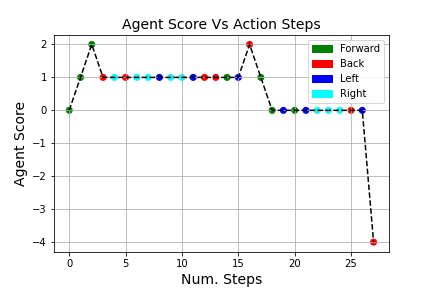 Agent Score Vs Action Steps
Agent Score
2
1
0
−1
−2
−3
−4
Forward
Back
Left
Right
0 5 10 15 20 25
Num. Steps